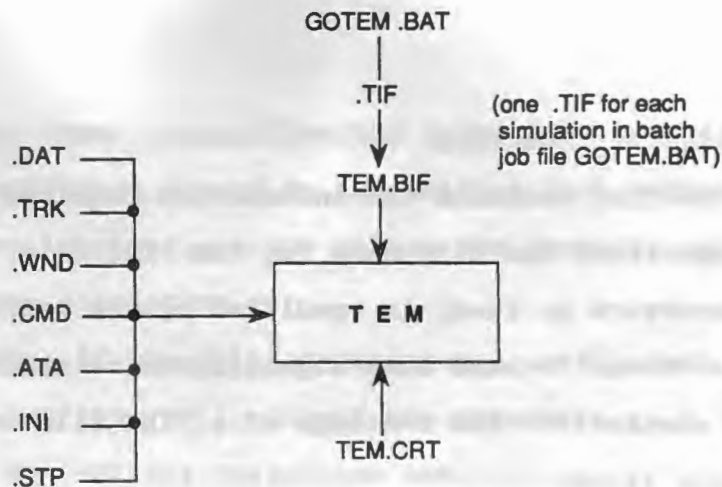 GOTEM .BAT
.TIF
(one .TIF for each
simulation in batch
job file GOTEM.BAT)
TEM.BIF
.DAT
.TRK
.WND
.CMD
.ATA
.INI
.STP
T E M
TEM.CRT